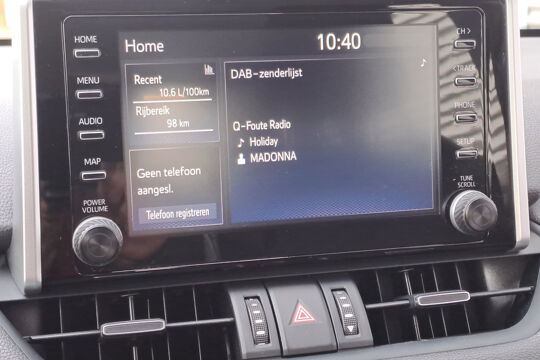 HOME
MENU
AUDIO
MAP
POWER
VOLUME
Home
10:40
Recent
10.6 L/100km
Rijbereik
98 km
Geen telefoon
aangesl.
Telefoon registreren
DAB-zenderlijst
Q-Foute Radio
Holiday
MADONNA
CH >
< TRACK
PHONE
SETUP
TUNE
SCROLL